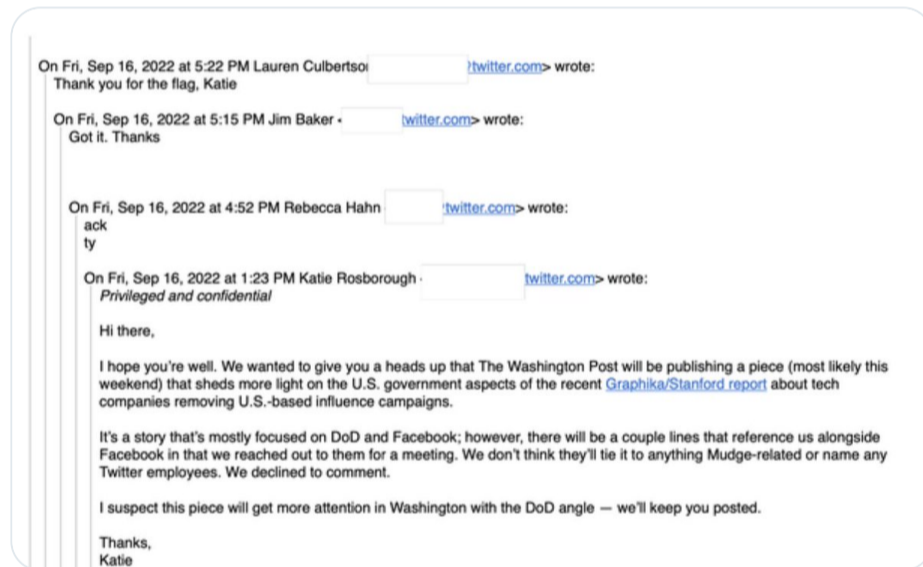 On Fri, Sep 16, 2022 at 5:22 PM Lauren Culbertso twitter.com> wrote:
Thank you for the flag, Katie
On Fri, Sep 16, 2022 at 5:15 PM Jim Baker twitter.com> wrote:
Got it. Thanks
On Fri, Sep 16, 2022 at 4:52 PM Rebecca Hahn twitter.com> wrote:
ack
ty
On Fri, Sep 16, 2022 at 1:23 PM Katie Rosborough twitter.com> wrote:
Privileged and confidential
Hi there,
I hope you're well. We wanted to give you a heads up that The Washington Post will be publishing a piece (most likely this
weekend) that sheds more light on the U.S. government aspects of the recent Graphika/Stanford report about tech
companies removing U.S.-based influence campaigns.
It's a story that's mostly focused on DoD and Facebook; however, there will be a couple lines that reference us alongside
Facebook in that we reached out to them for a meeting. We don't think they'll tie it to anything Mudge-related or name any
Twitter employees. We declined to comment.
I suspect this piece will get more attention in Washington with the DoD angle — we'll keep you posted.
Thanks,
Katie